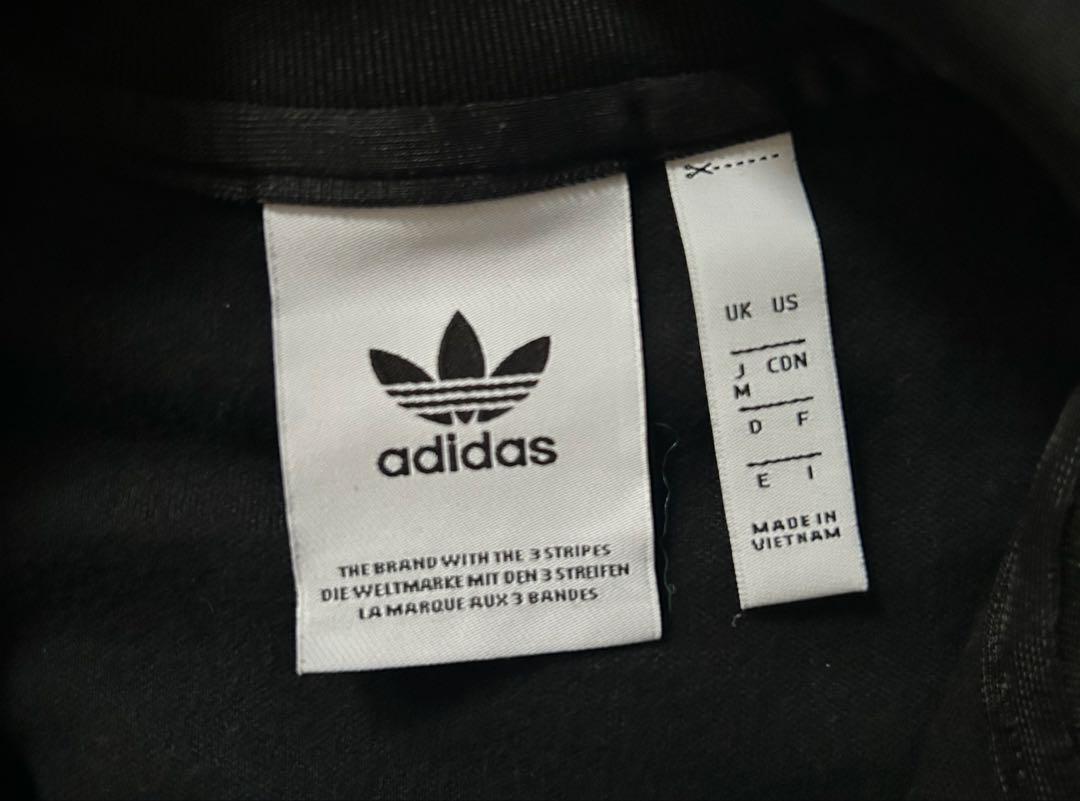 adidas
THE BRAND WITH THE 3 STRIPES
DIE WELTMARKE MIT DEN 3 STREIFEN
LA MARQUE AUX 3 BANDES
UK US
J CDN
M
D F
E I
MADE IN
VIETNAM